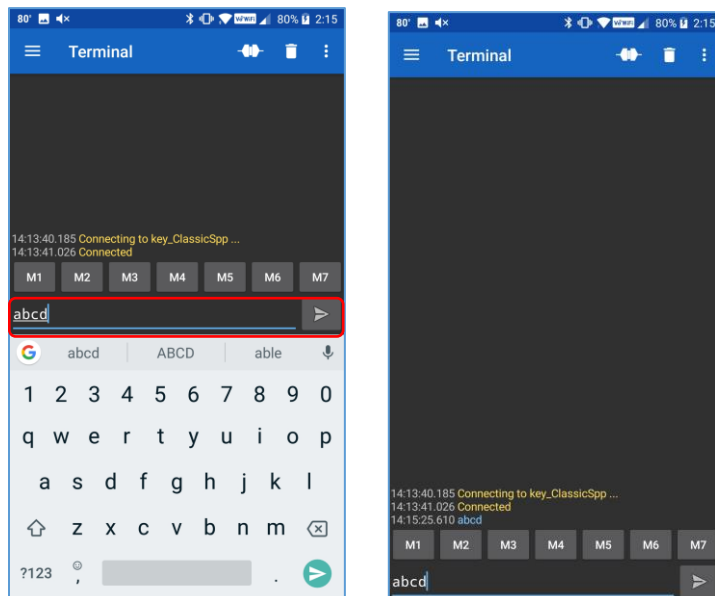 80' 80% 2:15
Terminal
14:13:40.185 Connecting to key_ClassicSpp ...
14:13:41.026 Connected
M1 M2 M3 M4 M5 M6 M7
abcd
G abcd ABCD able
1 2 3 4 5 6 7 8 9 0
q w e r t y u i o p
a s d f g h j k l
z x c v b n m
?123 , .
80' 80% 2:15
Terminal
14:13:40.185 Connecting to key_ClassicSpp ...
14:13:41.026 Connected
14:15:25.610 abcd
M1 M2 M3 M4 M5 M6 M7
abcd